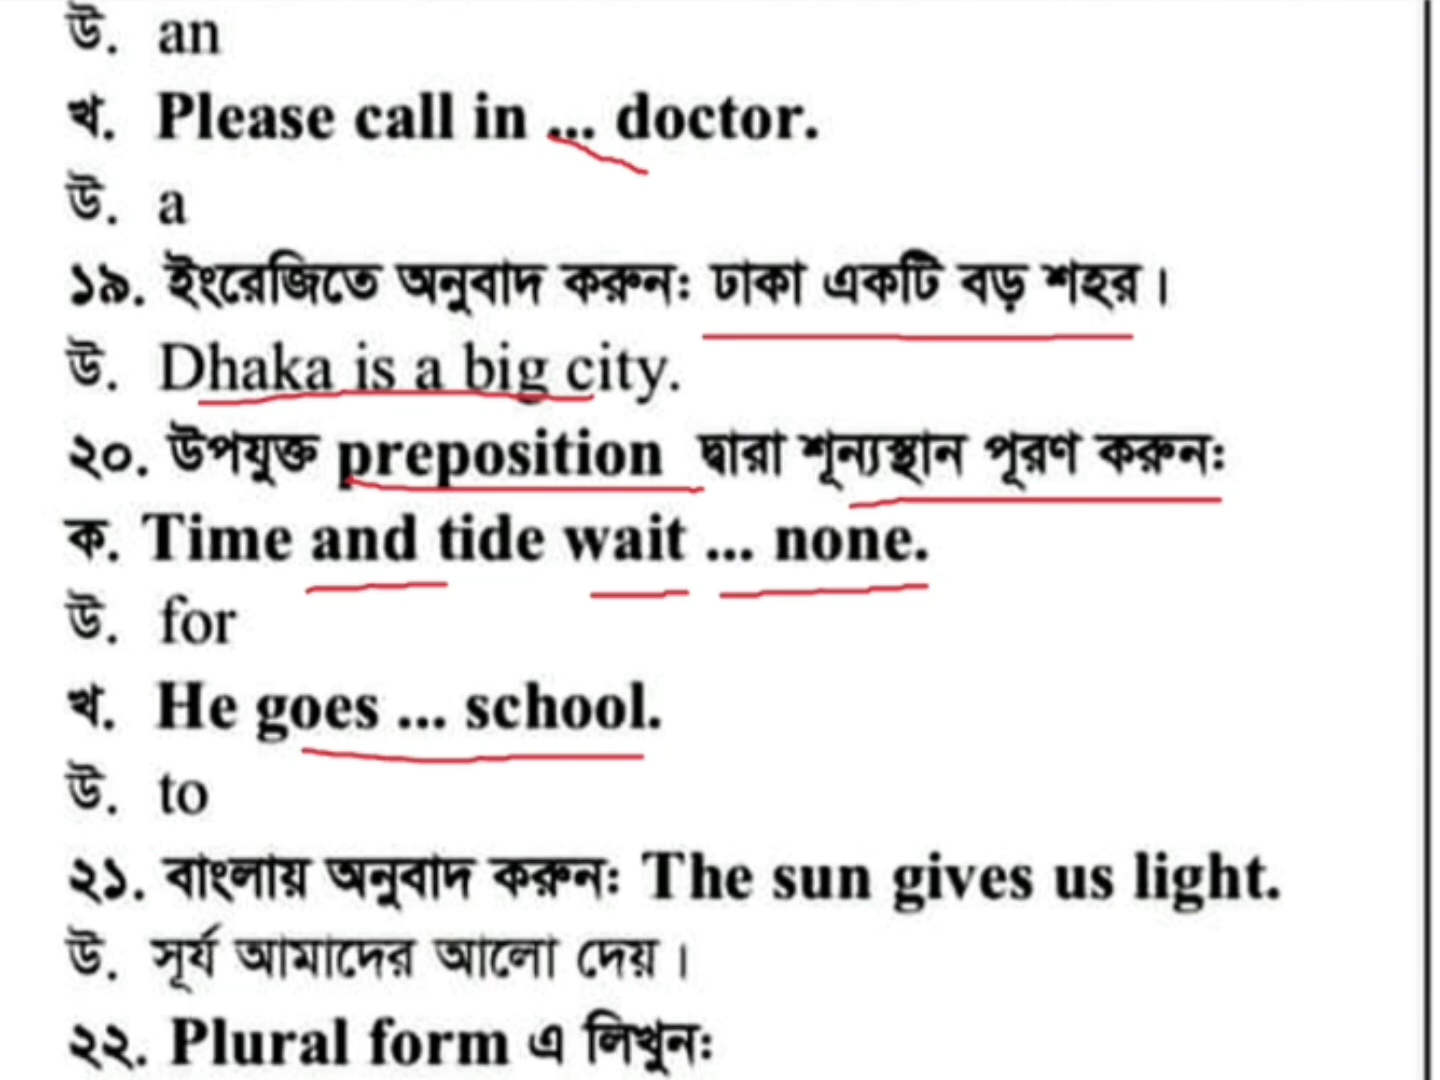 উ. an
খ. Please call in ... doctor.
উ. a
১৯. ইংরেজিতে অনুবাদ করুনঃ ঢাকা একটি বড় শহর।
উ. Dhaka is a big city.
২০. উপযুক্ত preposition দ্বারা শূন্যস্থান পূরণ করুনঃ
ক. Time and tide wait ... none.
উ. for
খ. He goes ... school.
উ. to
২১. বাংলায় অনুবাদ করুনঃ The sun gives us light.
উ. সূর্য আমাদের আলো দেয়।
২২. Plural form এ লিখুনঃ